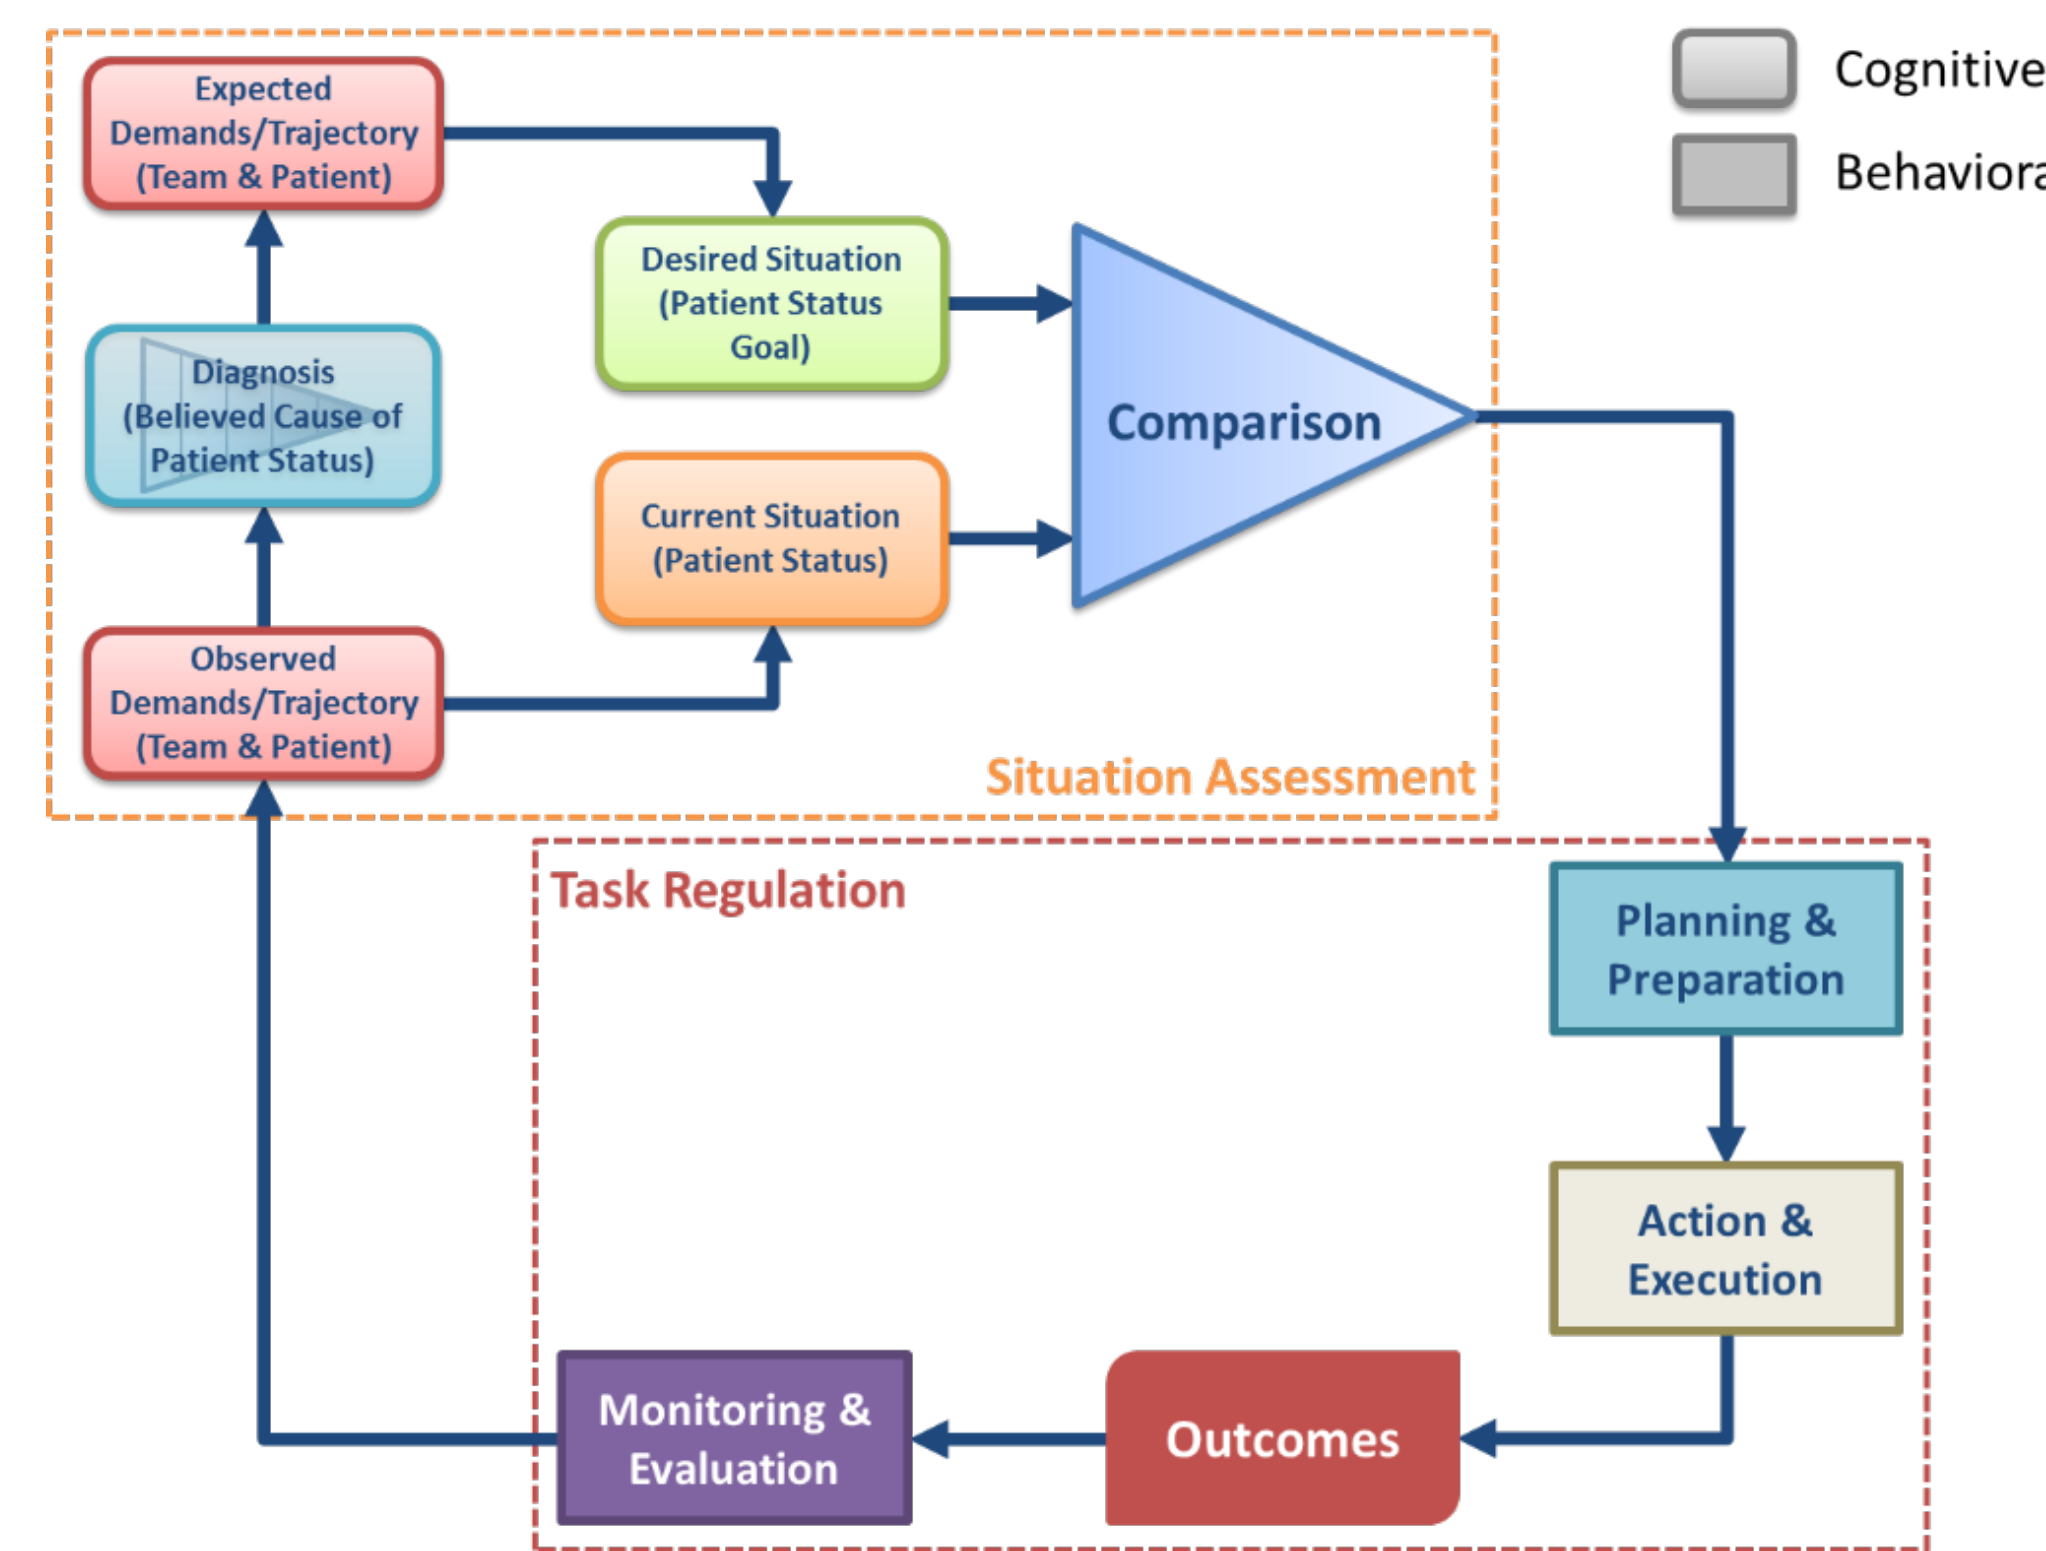 Expected
Demands/Trajectory
(Team & Patient)
Diagnosis
(Believed Cause of
Patient Status)
Observed
Demands/Trajectory
(Team & Patient)
Desired Situation
(Patient Status
Goal)
Current Situation
(Patient Status)
Comparison
Situation Assessment
Cognitive
Behaviora
Task Regulation
Planning &
Preparation
Action &
Execution
Outcomes
Monitoring &
Evaluation